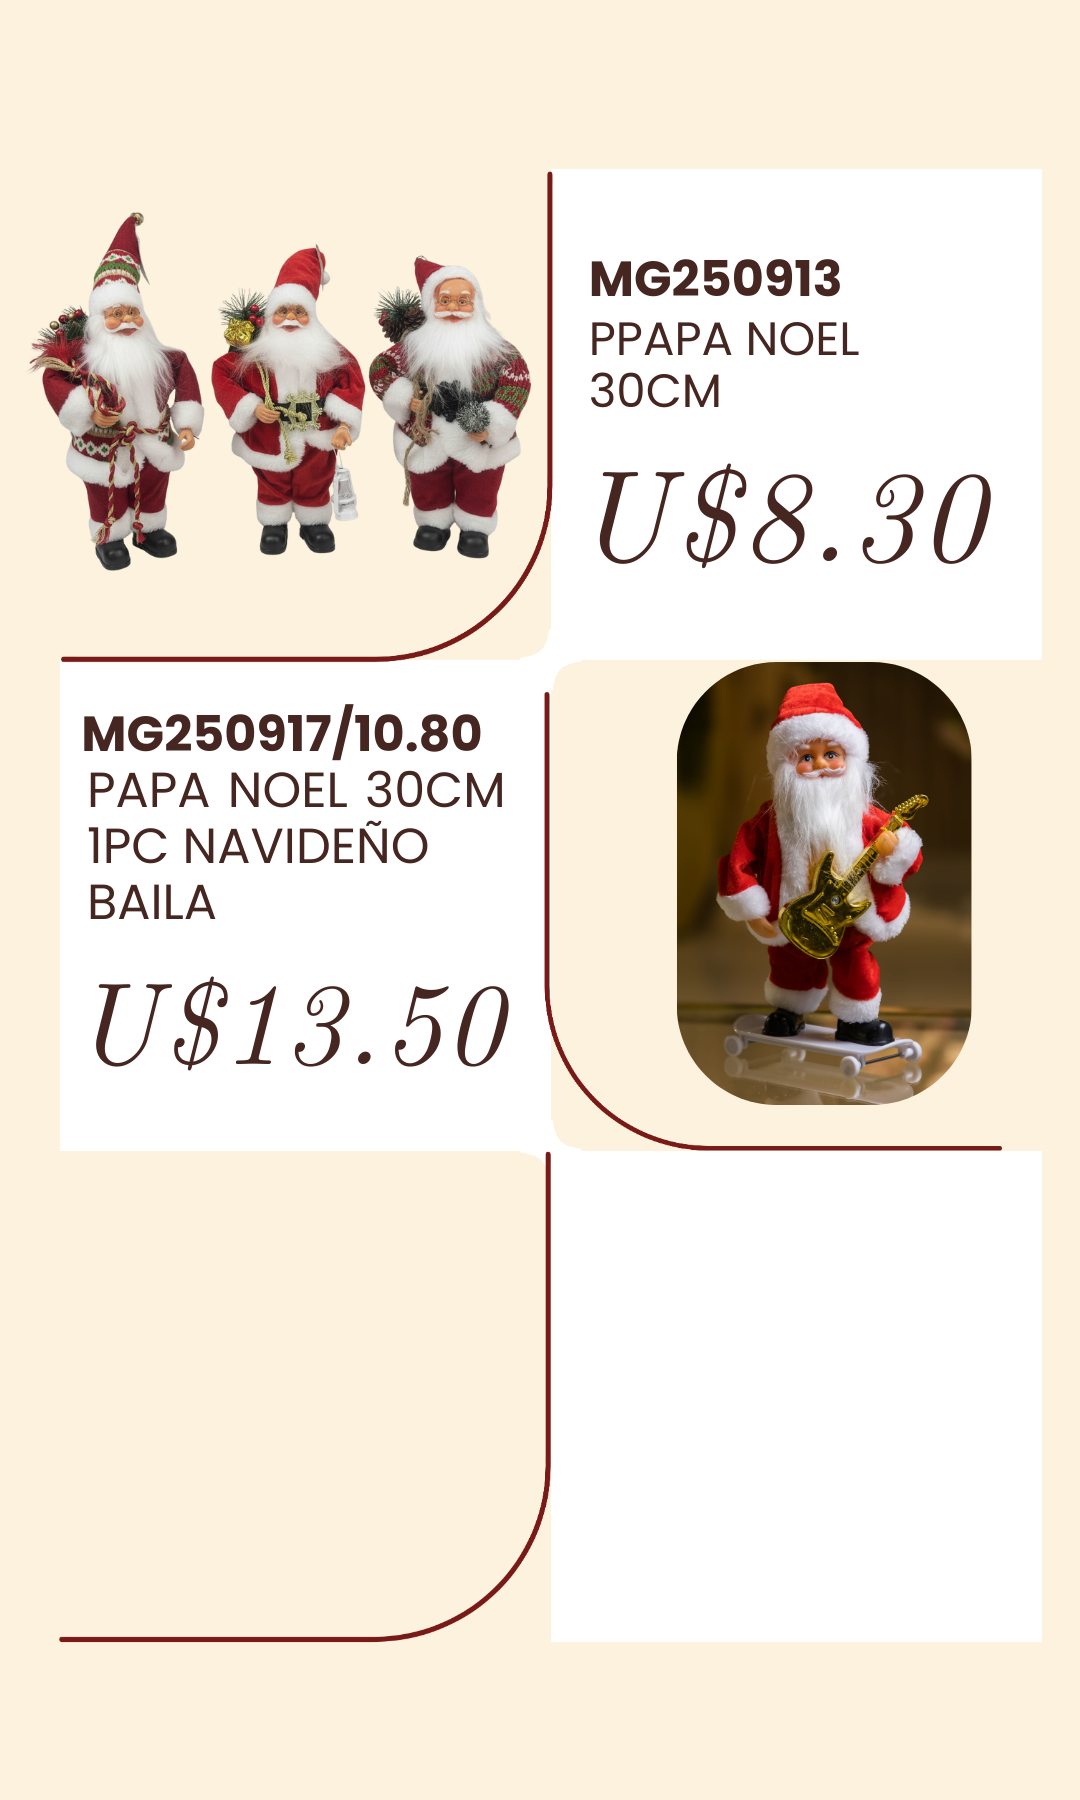 MG250913
PPAPA NOEL
30CM
U$8.30
MG250917/10.80
PAPA NOEL 30CM
1PC NAVIDEÑO
BAILA
U$13.50